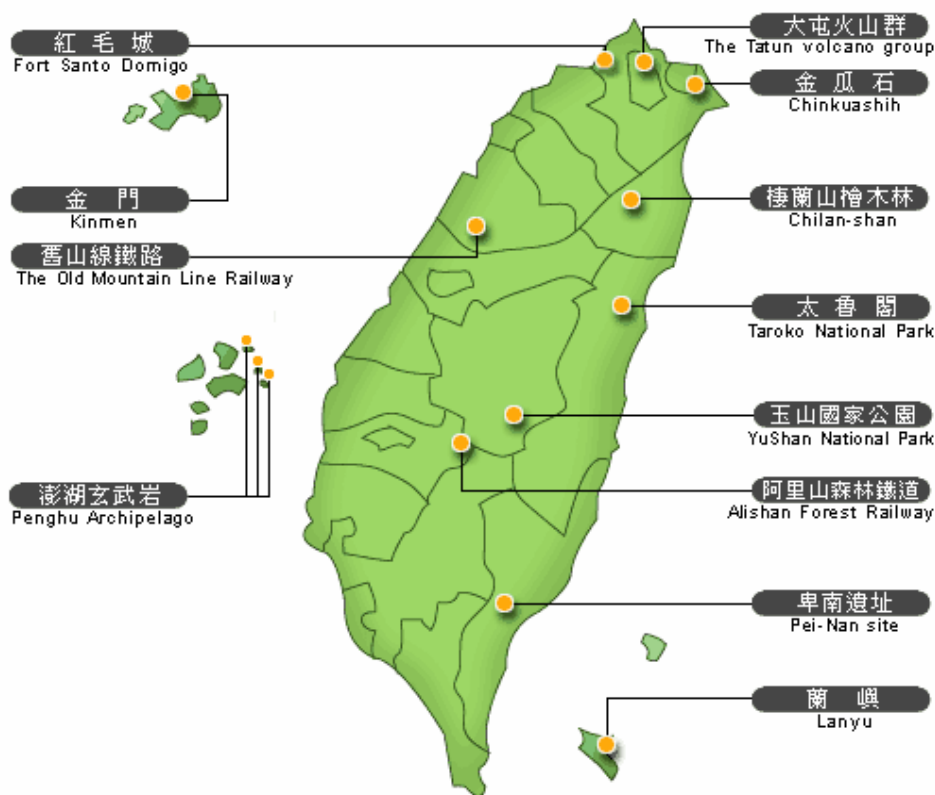 紅毛城
Fort Santo Domigo
金門
Kinmen
舊山線鐵路
The Old Mountain Line Railway
澎湖玄武岩
Penghu Archipelago
大屯火山群
The Tatun volcano group
金瓜石
Chinkuashih
棲蘭山檜木林
Chilan-shan
太魯閣
Taroko National Park
玉山國家公園
YuShan National Park
阿里山森林鐵道
Alishan Forest Railway
卑南遺址
Pei-Nan site
蘭嶼
Lanyu